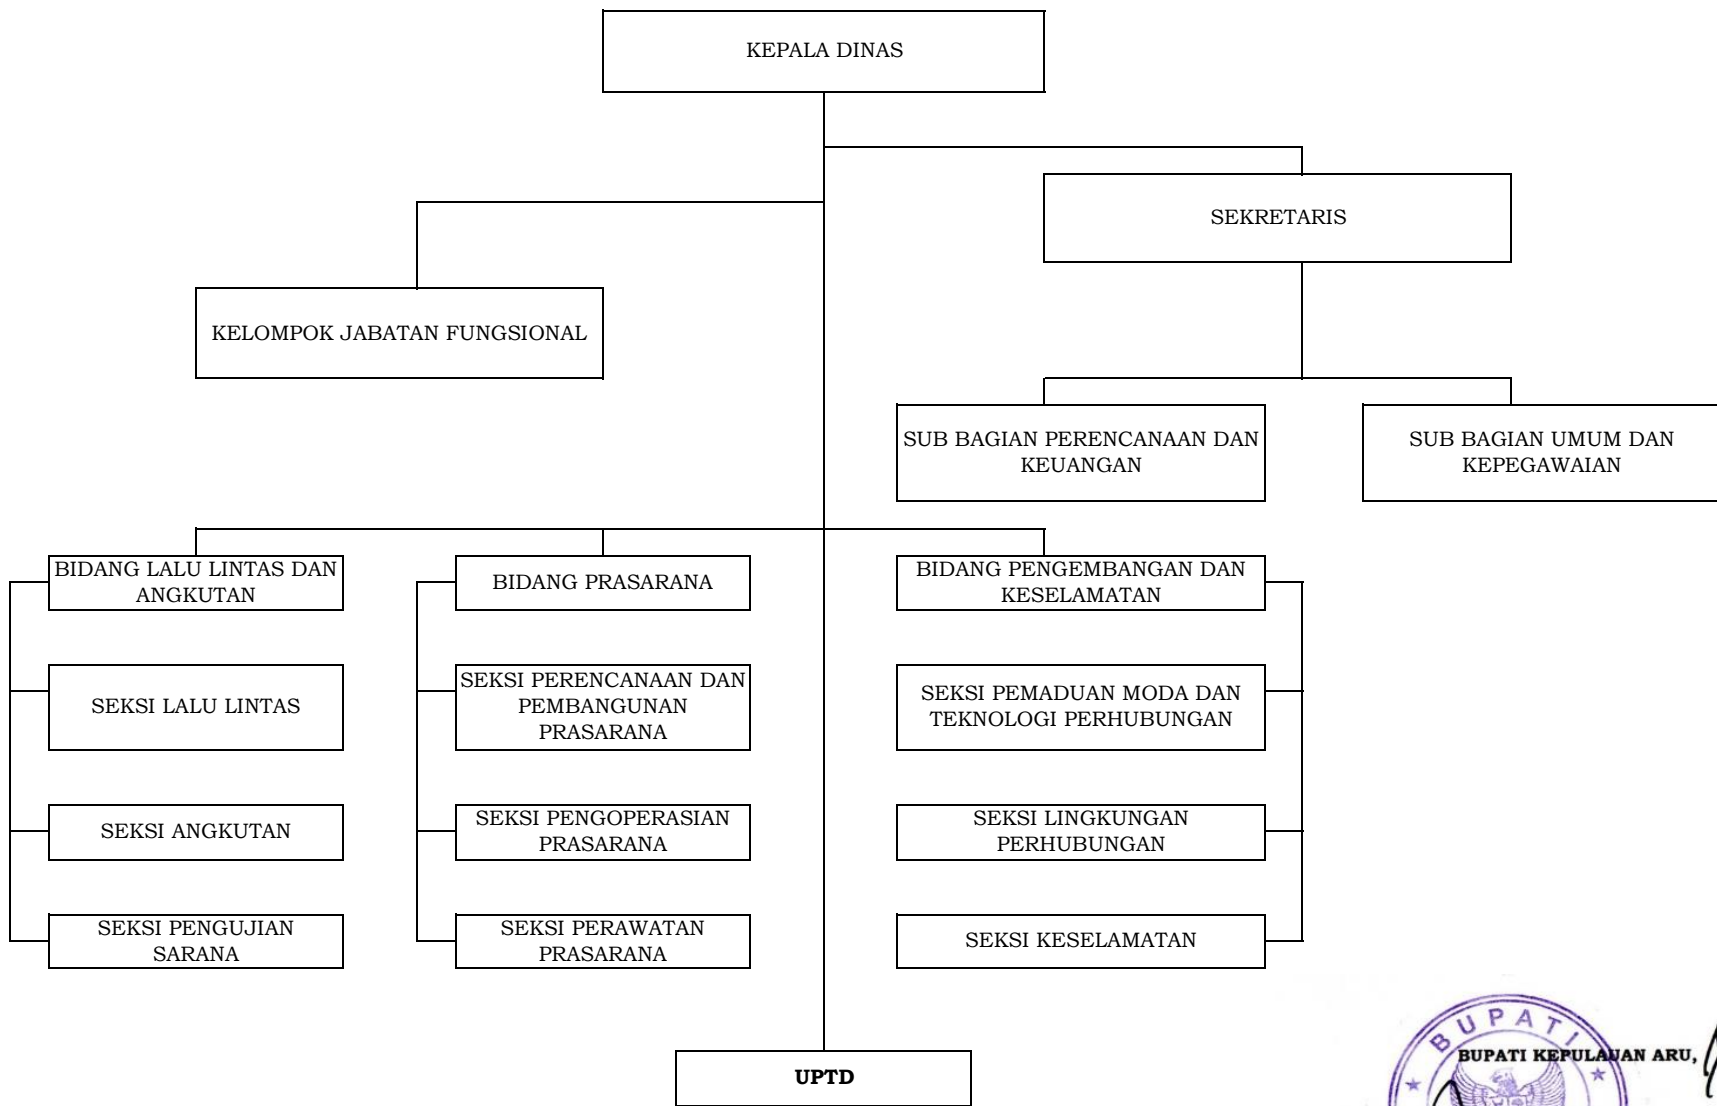 KEPALA DINAS
SEKRETARIS
KELOMPOK JABATAN FUNGSIONAL
SUB BAGIAN PERENCANAAN DAN
KEUANGAN
SUB BAGIAN UMUM DAN
KEPEGAWAIAN
BIDANG LALU LINTAS DAN
ANGKUTAN
BIDANG PRASARANA
BIDANG PENGEMBANGAN DAN
KESELAMATAN
SEKSI LALU LINTAS
SEKSI PERENCANAAN DAN
PEMBANGUNAN
PRASARANA
SEKSI PEMADUAN MODA DAN
TEKNOLOGI PERHUBUNGAN
SEKSI ANGKUTAN
SEKSI PENGOPERASIAN
PRASARANA
SEKSI LINGKUNGAN
PERHUBUNGAN
SEKSI PENGUJIAN
SARANA
SEKSI PERAWATAN
PRASARANA
SEKSI KESELAMATAN
UPTD
BUPATI
BUPATI KEPULAUAN ARU,